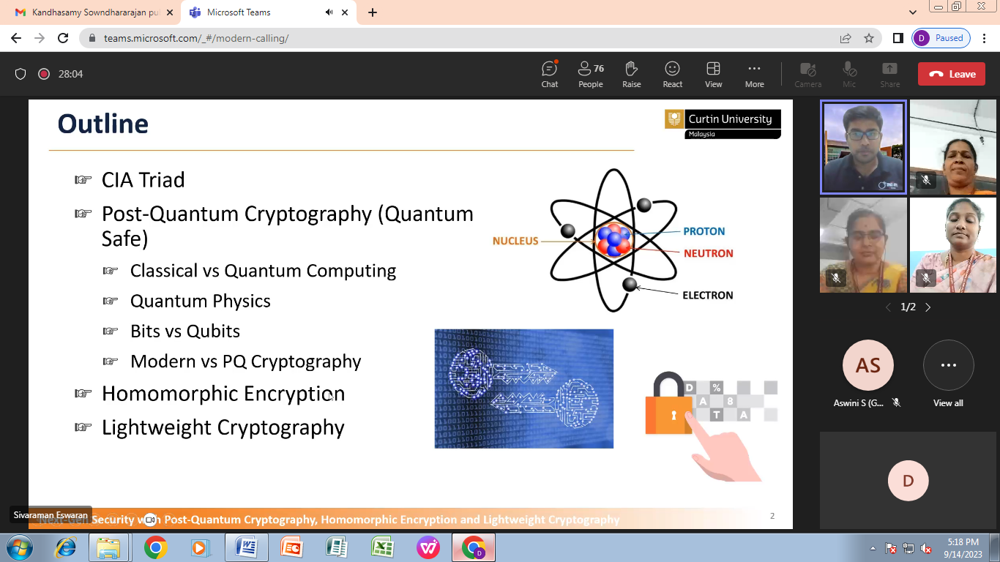 Kandhasamy Sowndhararajan pu
Microsoft Teams
teams.microsoft.com/_#/modern-calling/
D
Paused
28:04
76
Chat
People
Raise
React
View
More
Camera
Mic
Share
Leave
Outline
Curtin University
Malaysia
CIA Triad
Post-Quantum Cryptography (Quantum
Safe)
Classical vs Quantum Computing
Quantum Physics
Bits vs Qubits
Modern vs PQ Cryptography
Homomorphic Encryption
Lightweight Cryptography
NUCLEUS
PROTON
NEUTRON
ELECTRON
D %
A 8
T A
1/2
AS
Aswini S (G...
View all
D
Sivaraman Eswaran
Security with Post-Quantum Cryptography, Homomorphic Encryption and Lightweight Cryptography
2
5:18 PM
9/14/2023